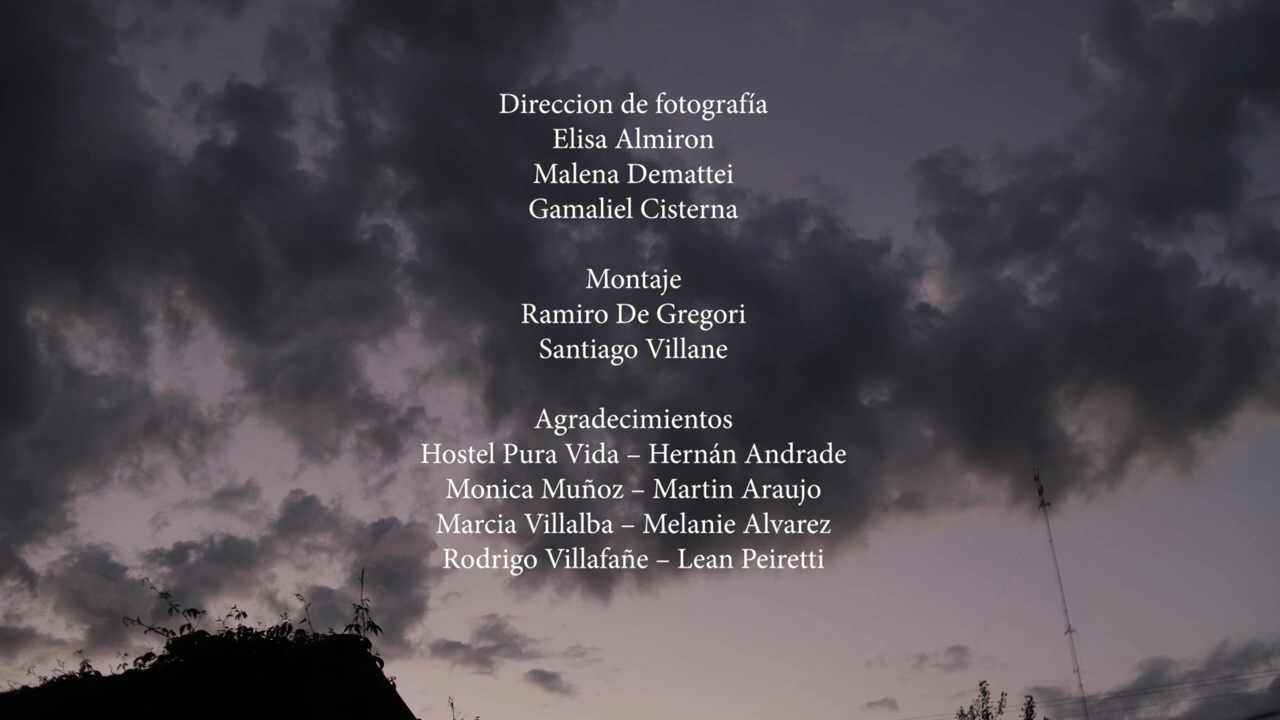 Direccion de fotografía
Elisa Almiron
Malena Demattei
Gamaliel Cisterna
Montaje
Ramiro De Gregori
Santiago Villane
Agradecimientos
Hostel Pura Vida – Hernán Andrade
Monica Muñoz – Martin Araujo
Marcia Villalba – Melanie Alvarez
Rodrigo Villafañe – Lean Peiretti